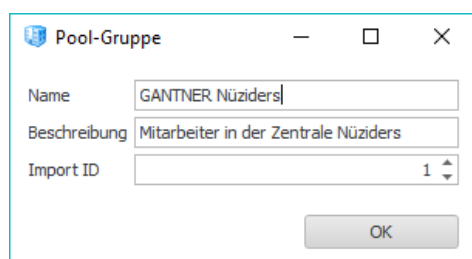 Pool-Gruppe
Name GANTNER Nüziders
Beschreibung Mitarbeiter in der Zentrale Nüziders
Import ID 1
OK